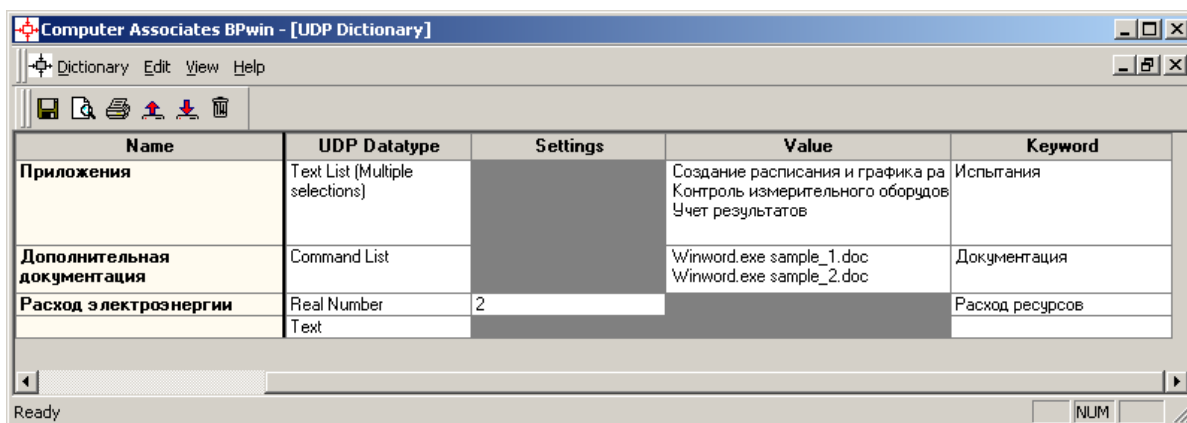 Computer Associates BPwin - [UDP Dictionary]
Dictionary Edit View Help
Name UDP Datatype Settings Value Keyword
Приложения Text List (Multiple selections) Создание расписания и графика ра Испытания
Контроль измерительного оборудов
Учет результатов
Дополнительная документация Command List Winword.exe sample_1.doc Документация
Winword.exe sample_2.doc
Расход электроэнергии Real Number 2 Расход ресурсов
Text
Ready NUM